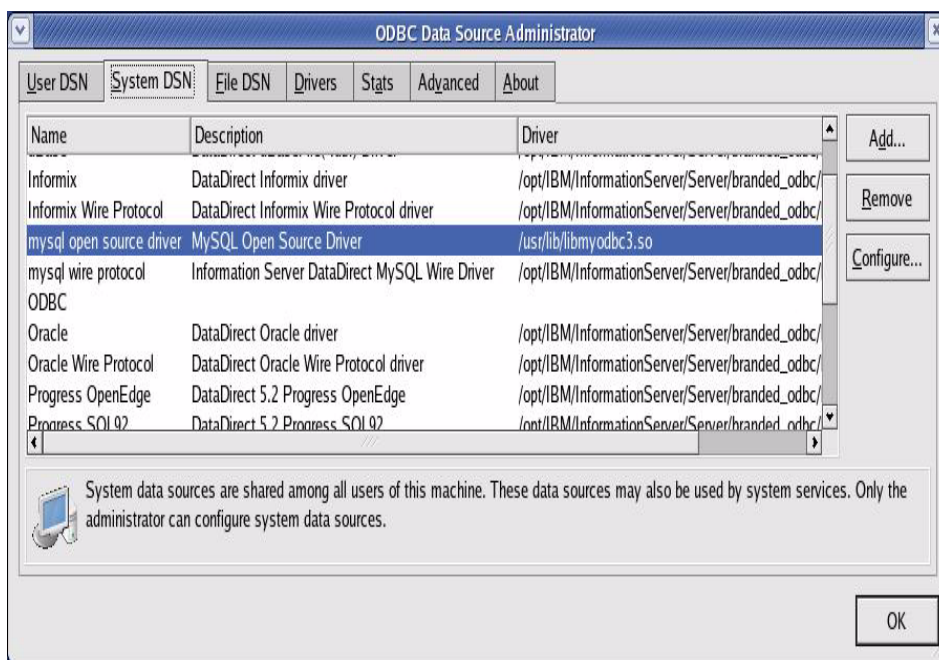 ODBC Data Source Administrator
User DSN System DSN File DSN Drivers Stats Advanced About
Name Description Driver
Informix DataDirect Informix driver /opt/IBM/InformationServer/Server/branded_odbc/
Informix Wire Protocol DataDirect Informix Wire Protocol driver /opt/IBM/InformationServer/Server/branded_odbc/
mysql open source driver MySQL Open Source Driver /usr/lib/libmyodbc3.so
mysql wire protocol Information Server DataDirect MySQL Wire Driver /opt/IBM/InformationServer/Server/branded_odbc/
ODBC
Oracle DataDirect Oracle driver /opt/IBM/InformationServer/Server/branded_odbc/
Oracle Wire Protocol DataDirect Oracle Wire Protocol driver /opt/IBM/InformationServer/Server/branded_odbc/
Progress OpenEdge DataDirect 5.2 Progress OpenEdge /opt/IBM/InformationServer/Server/branded_odbc/
Progress SQL92 DataDirect 5.2 Progress SQL92 /opt/IBM/InformationServer/Server/branded_odbc/
Add...
Remove
Configure...
System data sources are shared among all users of this machine. These data sources may also be used by system services. Only the
administrator can configure system data sources.
OK